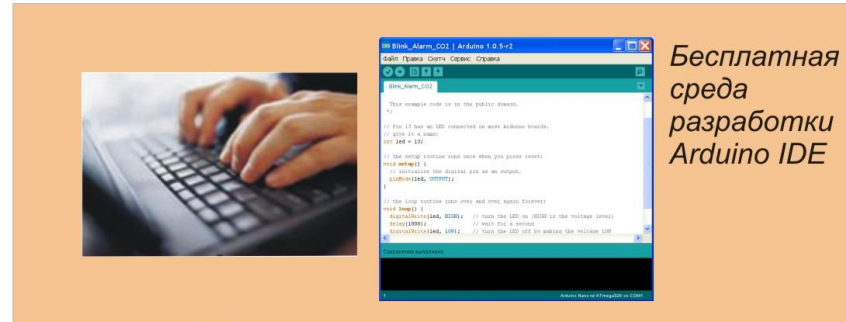 Blink_Alarm_CO2 | Arduino 1.0.5-r2
Файл Правка Скетч Сервис Справка
Blink_Alarm_CO2
This example code is in the public domain.
*/
// Pin 13 has an LED connected on most Arduino boards.
// give it a name:
int led = 13;
// the setup routine runs once when you press reset:
void setup() {
// initialize the digital pin as an output.
pinMode(led, OUTPUT);
}
// the loop routine runs over and over again forever:
void loop() {
digitalWrite(led, HIGH); // turn the LED on (HIGH is the voltage level)
delay(1000); // wait for a second
digitalWrite(led, LOW); // turn the LED off by making the voltage LOW
Сохранение выполнено.
1 Arduino Nano w/ ATmega328 on COM1
Бесплатная
среда
разработки
Arduino IDE